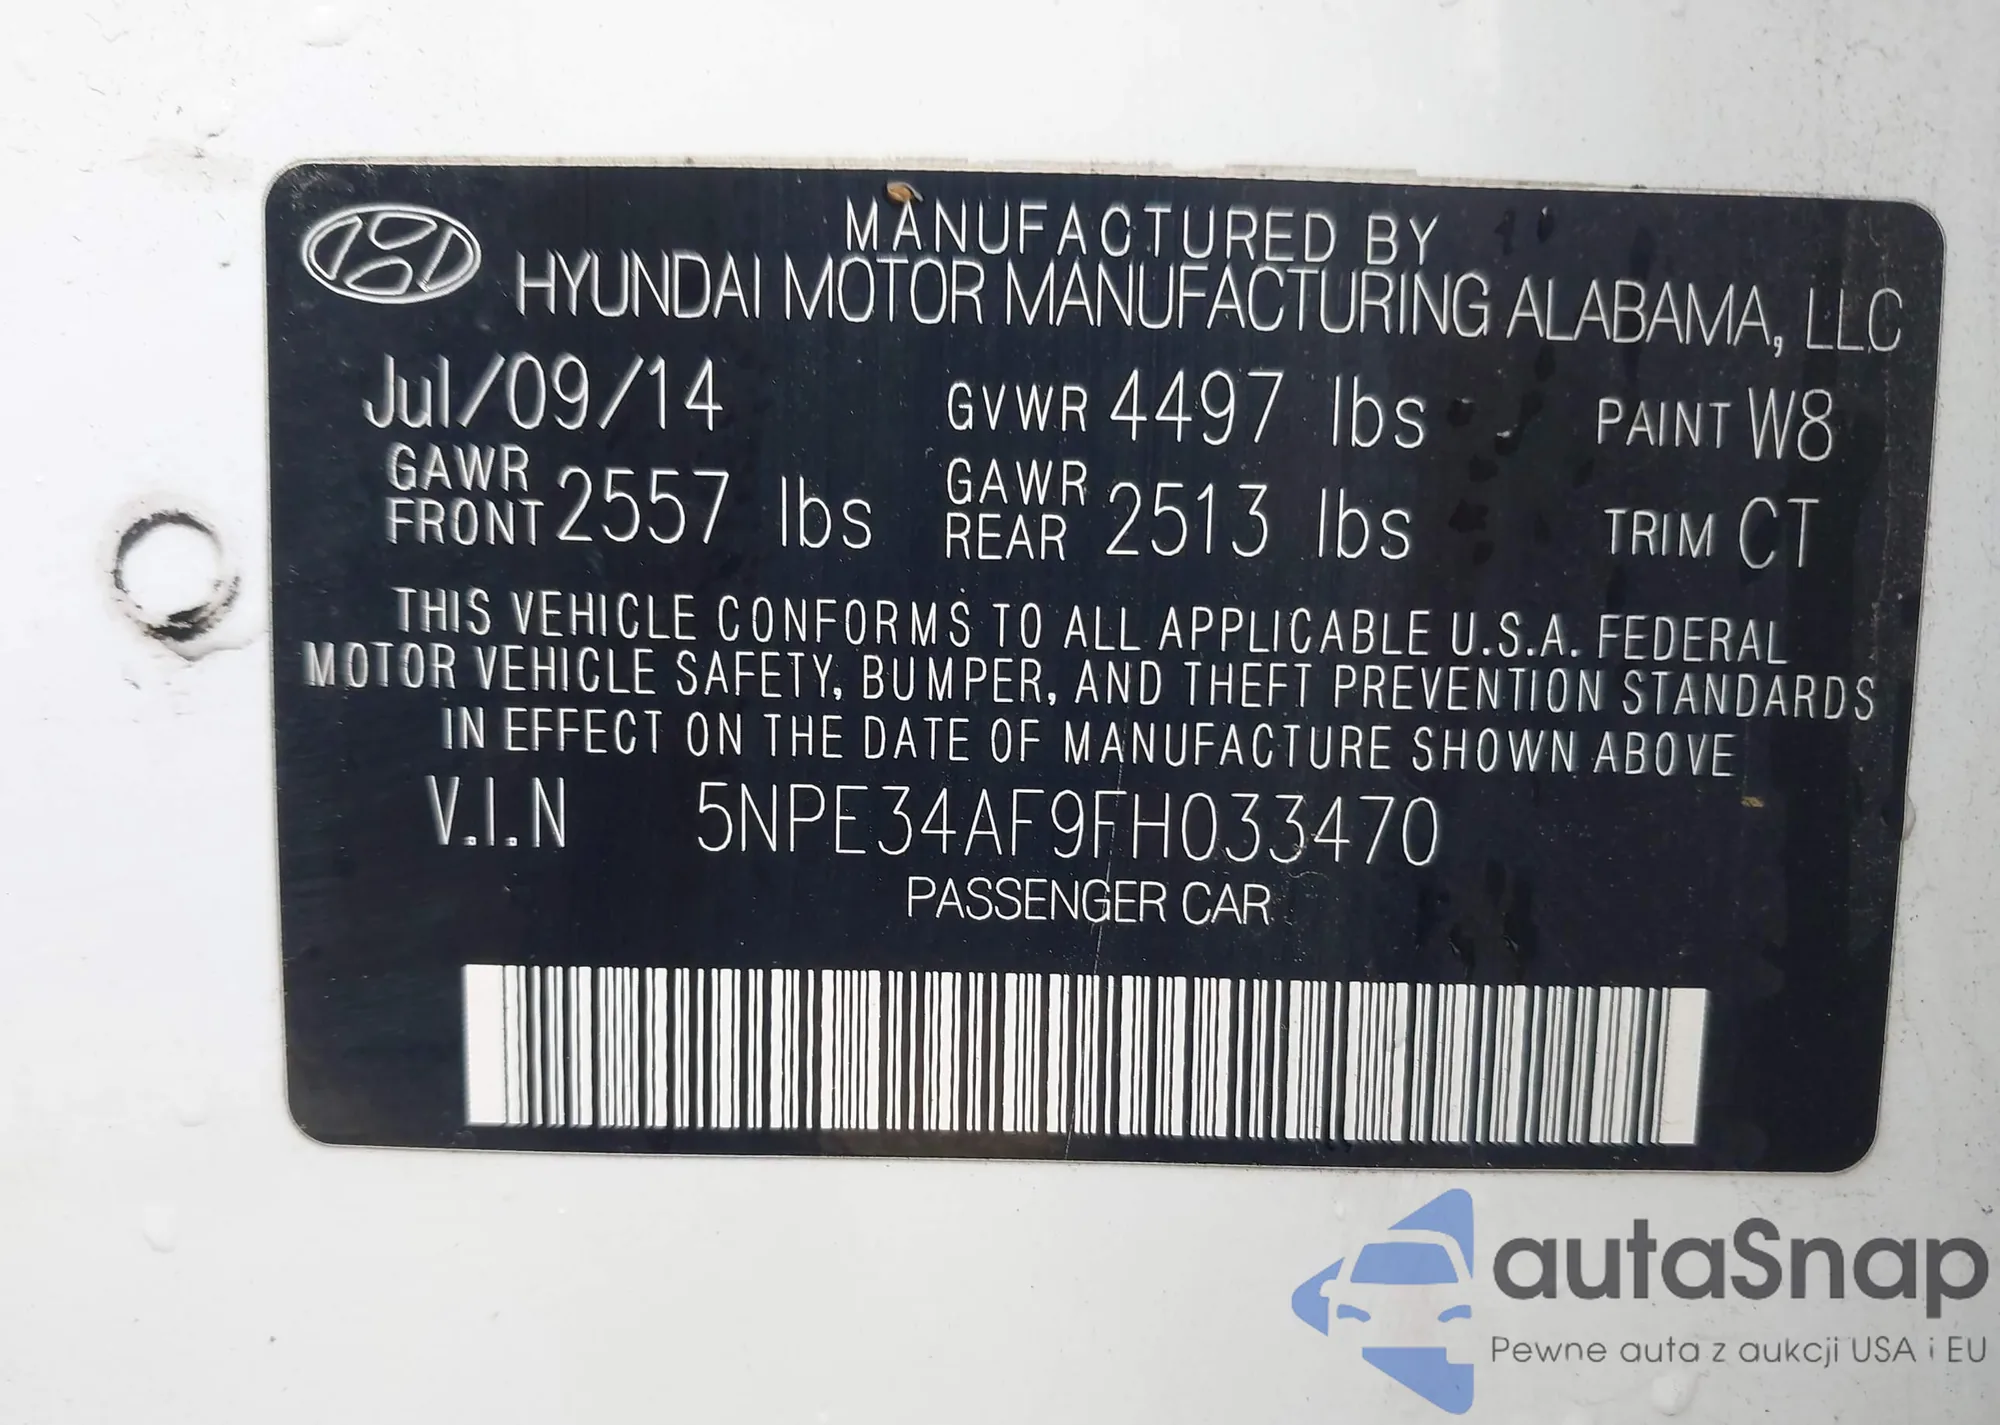 MANUFACTURED BY
HYUNDAI MOTOR MANUFACTURING ALABAMA, LLC
Jul/09/14 GVWR 4497 lbs PAINT W8
GAWR FRONT 2557 lbs GAWR REAR 2513 lbs TRIM CT
THIS VEHICLE CONFORMS TO ALL APPLICABLE U.S.A. FEDERAL
MOTOR VEHICLE SAFETY, BUMPER, AND THEFT PREVENTION STANDARDS
IN EFFECT ON THE DATE OF MANUFACTURE SHOWN ABOVE
V.I.N 5NPE34AF9FH033470
PASSENGER CAR
autaSnap
Pewne auta z aukcji USA i EU